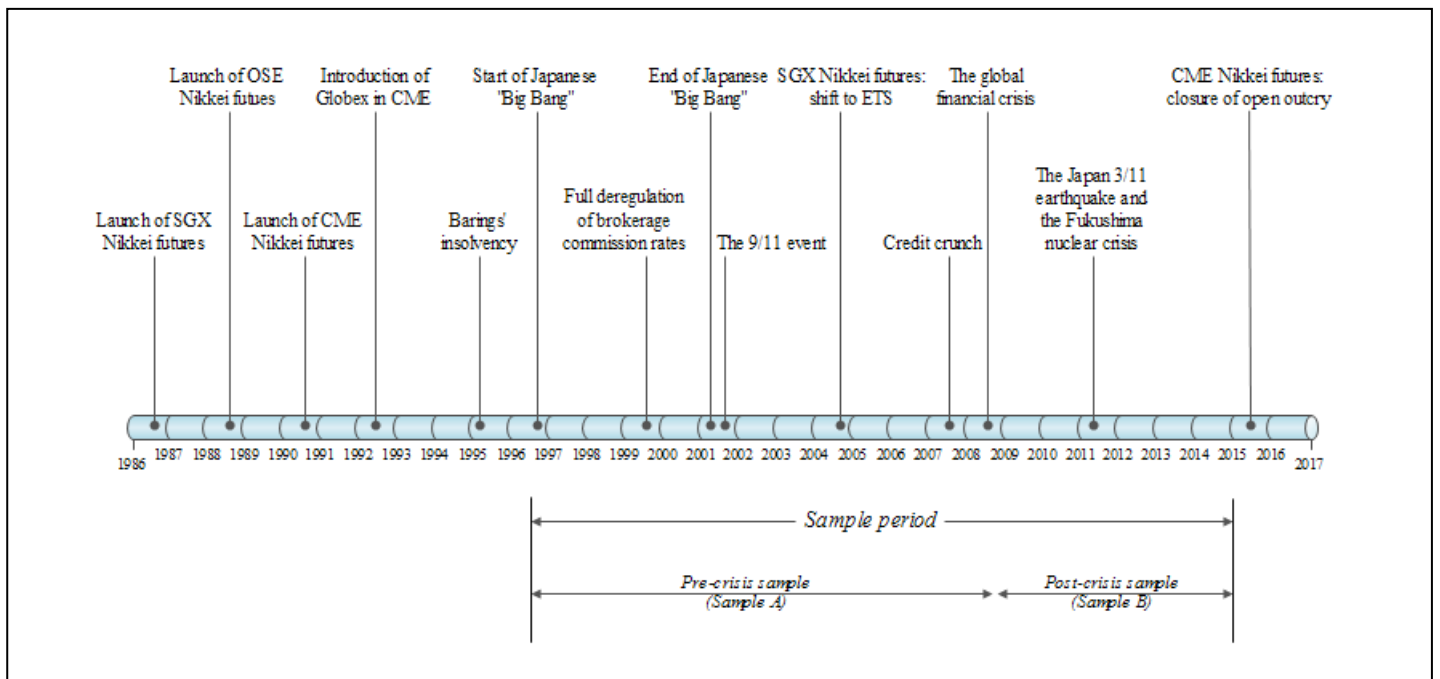 Launch of OSE
Nikkei futues
Introduction of
Globex in CME
Start of Japanese
"Big Bang"
End of Japanese
"Big Bang"
SGX Nikkei futures:
shift to ETS
The global
financial crisis
CME Nikkei futures:
closure of open outcry
Launch of SGX
Nikkei futures
Launch of CME
Nikkei futures
Barings'
insolvency
Full deregulation
of brokerage
commission rates
The 9/11 event
Credit crunch
The Japan 3/11
earthquake and
the Fukushima
nuclear crisis
1986 1987 1988 1989 1990 1991 1992 1993 1994 1995 1996 1997 1998 1999 2000 2001 2002 2003 2004 2005 2006 2007 2008 2009 2010 2011 2012 2013 2014 2015 2016 2017
Sample period
Pre-crisis sample
(Sample A)
Post-crisis sample
(Sample B)